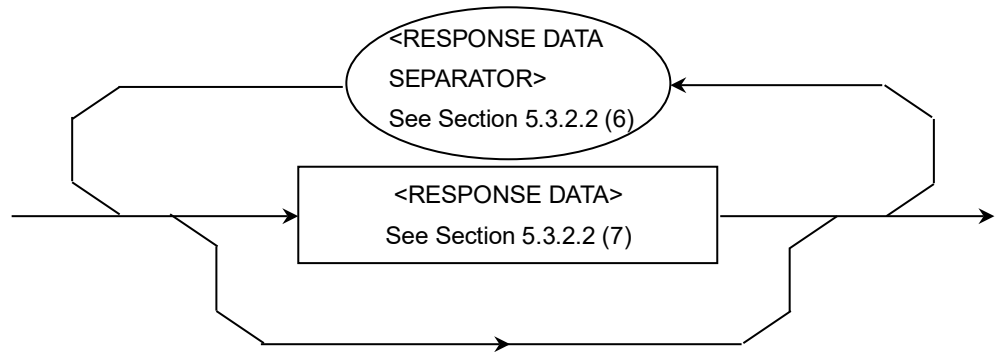 <RESPONSE DATA
SEPARATOR>
See Section 5.3.2.2 (6)
<RESPONSE DATA>
See Section 5.3.2.2 (7)